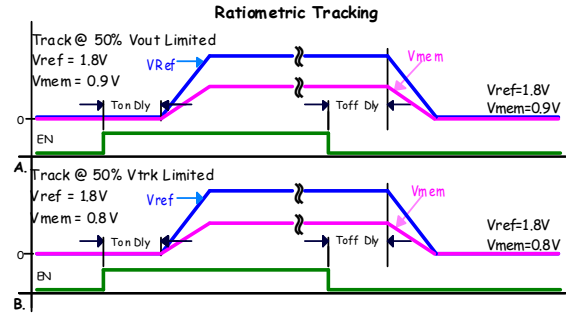 Ratiometric Tracking
Track @ 50% Vout Limited
Vref = 1.8V
Vmem = 0.9 V
VRef
Vmem
Vref=1.8V
Vmem=0.9V
Ton Dly
Toff Dly
0
EN
A.
Track @ 50% Vtrk Limited
Vref = 1.8V
Vmem = 0.8 V
Vref
Vmem
Vref=1.8V
Vmem=0.8V
Ton Dly
Toff Dly
0
EN
B.